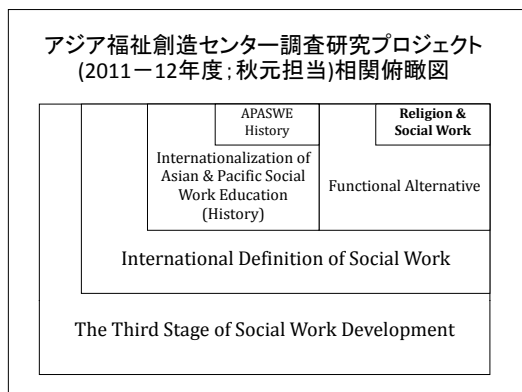 アジア福祉創造センター調査研究プロジェクト
(2011－12年度；秋元担当)相関俯瞰図
APASWE
History
Religion &
Social Work
Internationalization of
Asian & Pacific Social
Work Education
(History)
Functional Alternative
International Definition of Social Work
The Third Stage of Social Work Development